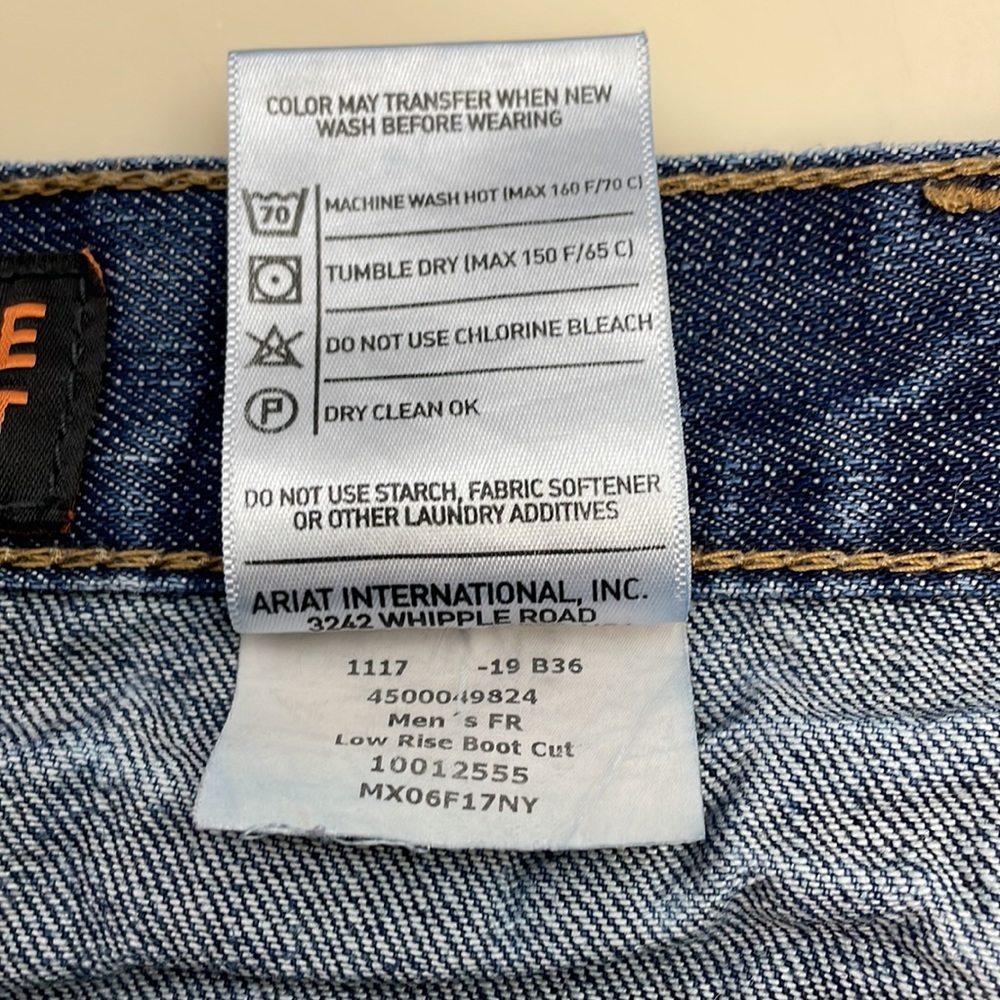 COLOR MAY TRANSFER WHEN NEW
WASH BEFORE WEARING
70 MACHINE WASH HOT (MAX 160 F/70 C)
TUMBLE DRY (MAX 150 F/65 C)
DO NOT USE CHLORINE BLEACH
P DRY CLEAN OK
DO NOT USE STARCH, FABRIC SOFTENER
OR OTHER LAUNDRY ADDITIVES
ARIAT INTERNATIONAL, INC.
3242 WHIPPLE ROAD
1117 -19 B36
4500049824
Men´s FR
Low Rise Boot Cut
10012555
MX06F17NY
E
T